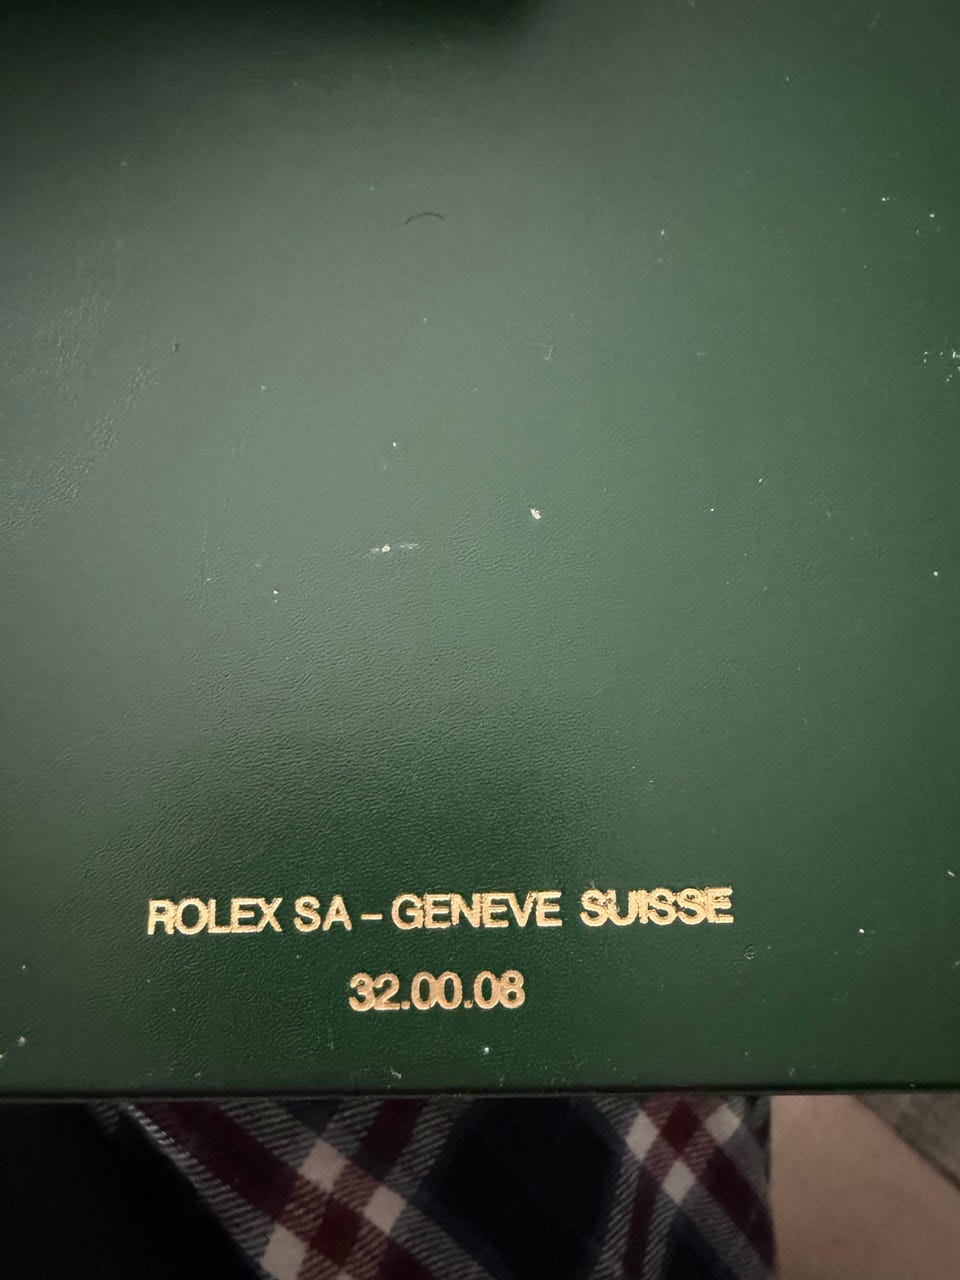 ROLEX SA – GENEVE SUISSE
32.00.08